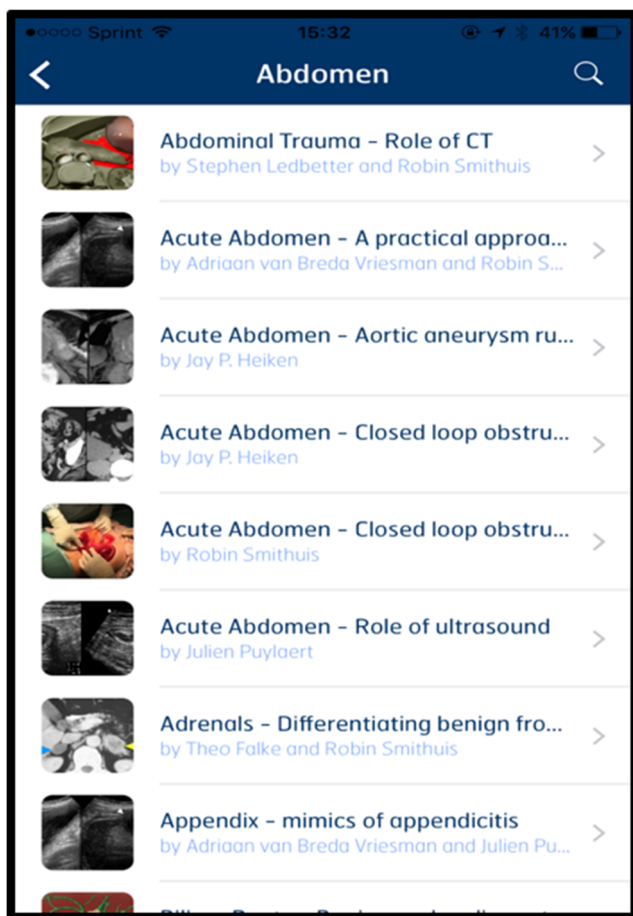 Sprint 15:32 41%
Abdomen
Abdominal Trauma - Role of CT
by Stephen Ledbetter and Robin Smithuis
Acute Abdomen - A practical approa...
by Adriaan van Breda Vriesman and Robin S...
Acute Abdomen - Aortic aneurysm ru...
by Jay P. Heiken
Acute Abdomen - Closed loop obstru...
by Jay P. Heiken
Acute Abdomen - Closed loop obstru...
by Robin Smithuis
Acute Abdomen - Role of ultrasound
by Julien Puylaert
Adrenals - Differentiating benign fro...
by Theo Falke and Robin Smithuis
Appendix - mimics of appendicitis
by Adriaan van Breda Vriesman and Julien Pu...